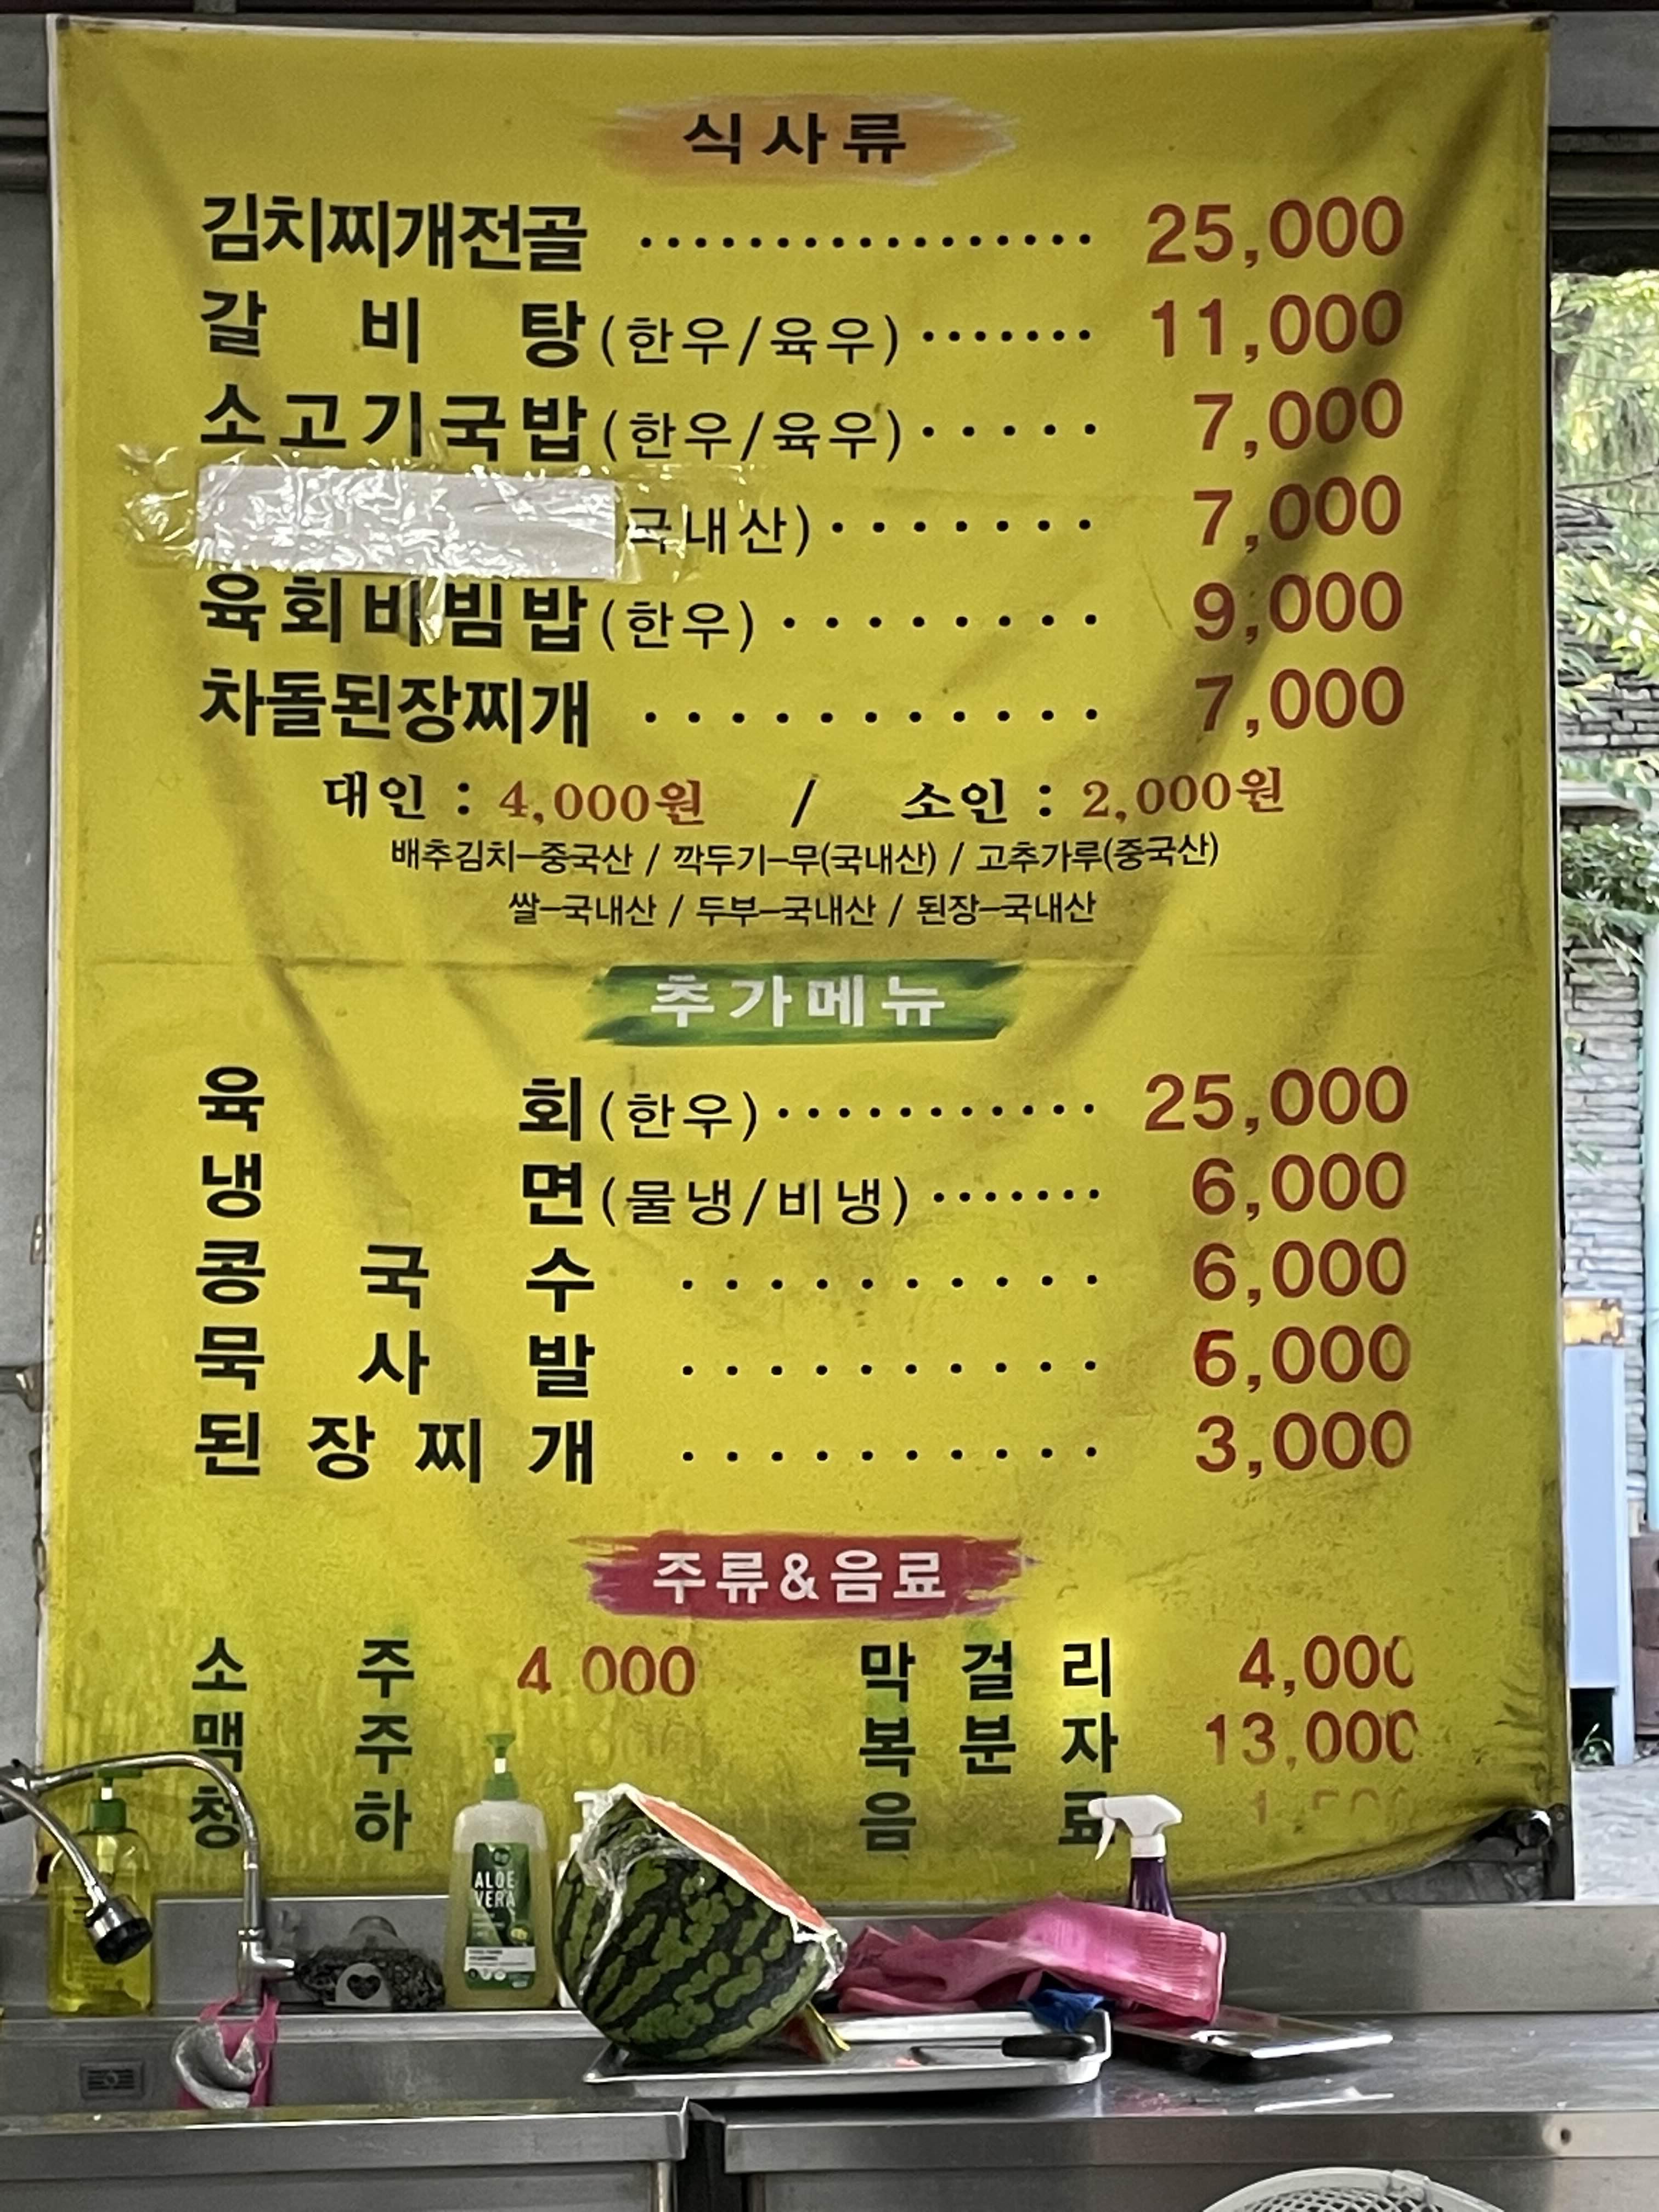 식사류
김치찌개전골 ················· 25,000
갈비탕(한우/육우) ······· 11,000
소고기국밥(한우/육우) ····· 7,000
국내산) ······· 7,000
육회비빔밥(한우) ········ 9,000
차돌된장찌개 ··········· 7,000
대인 : 4,000원 / 소인 : 2,000원
배추김치-중국산 / 깍두기-무(국내산) / 고추가루(중국산)
쌀-국내산 / 두부-국내산 / 된장-국내산
추가메뉴
육회(한우) ··········· 25,000
냉면(물냉/비냉) ······· 6,000
콩국수 ·········· 6,000
묵사발 ·········· 6,000
된장찌개 ·········· 3,000
주류&음료
소주 4 000 막걸리 4,000
맥주 복분자 13,000
청하 음료
ALOE
VERA